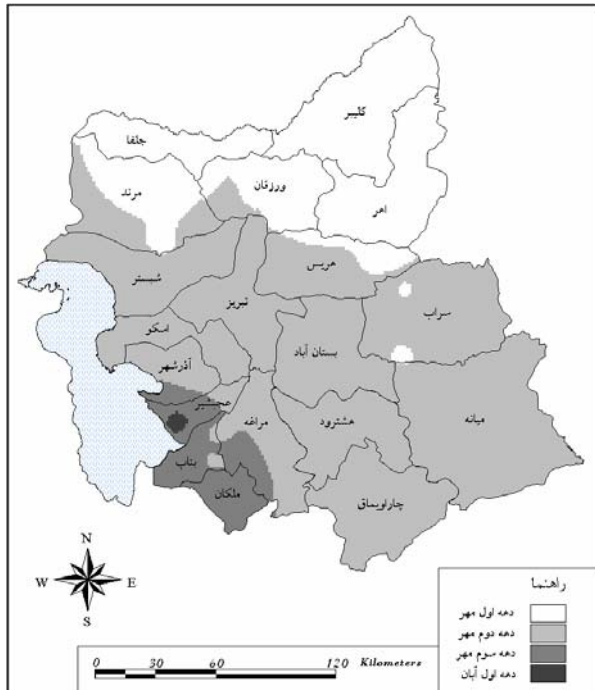 کلیبر
جلفا
ورزقان
مرند
اهر
هریس
شبستر
تبریز
سراب
اسکو
بستان آباد
آذرشهر
عجبشیر
میانه
هشترود
مراغه
بناب
ملکان
چاراویماق
N
W E
S
راهنما
دهه اول مهر
دهه دوم مهر
دهه سوم مهر
دهه اول آبان
0 30 60 120 Kilometers